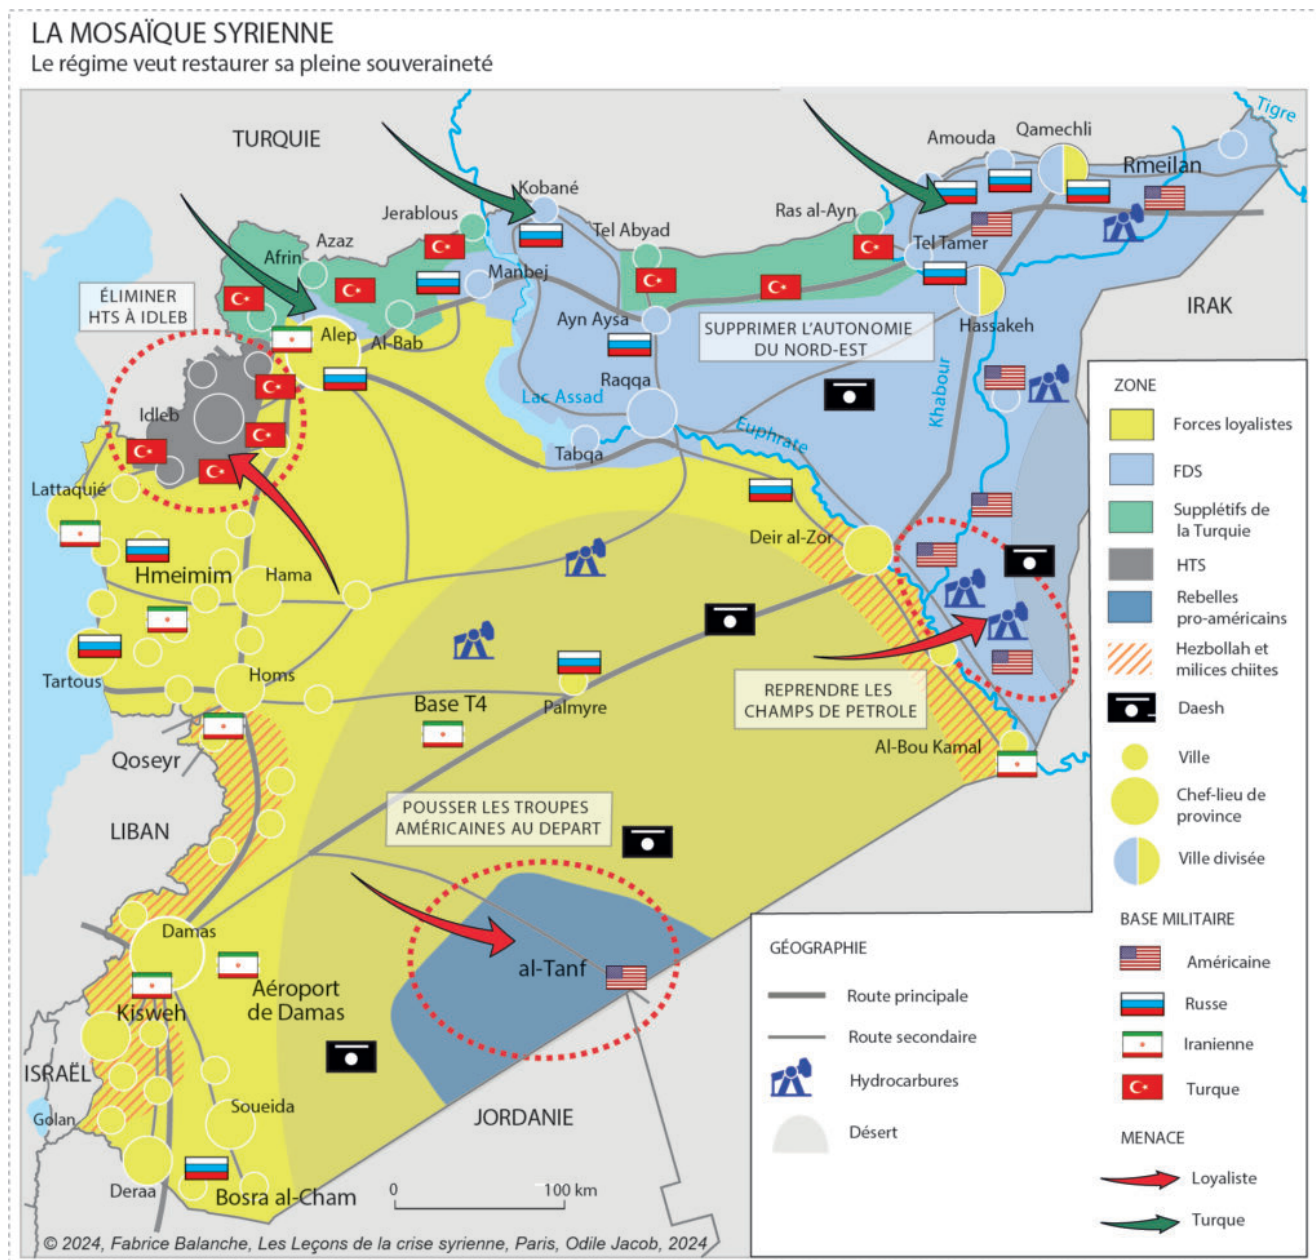 LA MOSAÏQUE SYRIENNE
Le régime veut restaurer sa pleine souveraineté
TURQUIE
Tigre
Amouda
Qamechli
Rmeilan
Kobané
Jerablous
Tel Abyad
Ras al-Ayn
Tel Tamer
Azaz
Afrin
Manbej
ÉLIMINER
HTS À IDLEB
Alep
Al-Bab
Ayn Aysa
SUPPRIMER L'AUTONOMIE
DU NORD-EST
Hassakeh
IRAK
Raqqa
Lac Assad
Khabour
Idleb
Euphrate
Tabqa
Lattaquié
Deir al-Zor
Hmeimim
Hama
Tartous
Homs
Palmyre
Base T4
REPRENDRE LES
CHAMPS DE PETROLE
Al-Bou Kamal
Qoseyr
POUSSER LES TROUPES
AMÉRICAINES AU DEPART
LIBAN
Damas
al-Tanf
Kisweh
Aéroport
de Damas
ISRAËL
Golan
Soueida
JORDANIE
Deraa
Bosra al-Cham
0
100 km
© 2024, Fabrice Balanche, Les Leçons de la crise syrienne, Paris, Odile Jacob, 2024
GÉOGRAPHIE
Route principale
Route secondaire
Hydrocarbures
Désert
ZONE
Forces loyalistes
FDS
Supplétifs de
la Turquie
HTS
Rebelles
pro-américains
Hezbollah et
milices chiites
Daesh
Ville
Chef-lieu de
province
Ville divisée
BASE MILITAIRE
Américaine
Russe
Iranienne
Turque
MENACE
Loyaliste
Turque